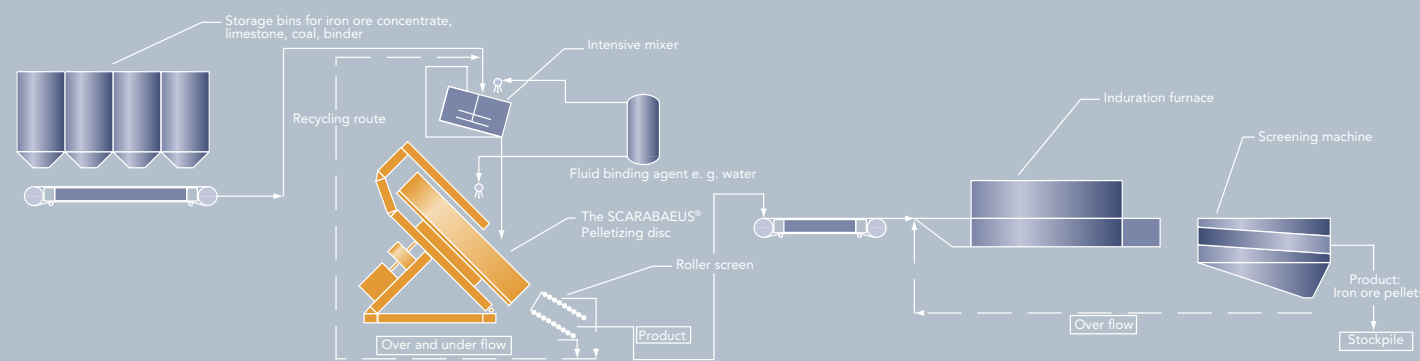 Storage bins for iron ore concentrate,
limestone, coal, binder
Intensive mixer
Recycling route
Fluid binding agent e. g. water
The SCARABAEUS®
Pelletizing disc
Roller screen
Product
Over and under flow
Induration furnace
Screening machine
Over flow
Product:
Iron ore pellets
Stockpile